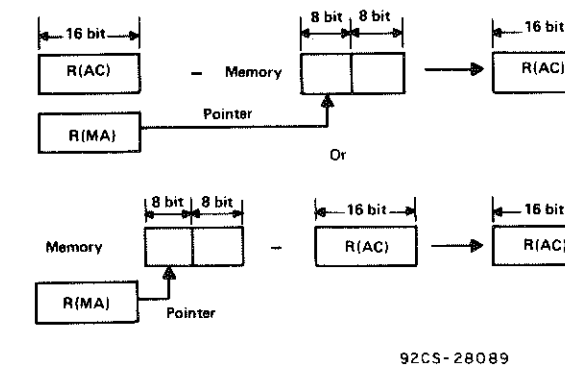 8 bit 8 bit
16 bit 16 bit
R(AC) – Memory R(AC)
Pointer
R(MA)
Or
8 bit 8 bit
16 bit 16 bit
Memory – R(AC) R(AC)
R(MA)
Pointer
92CS-28089